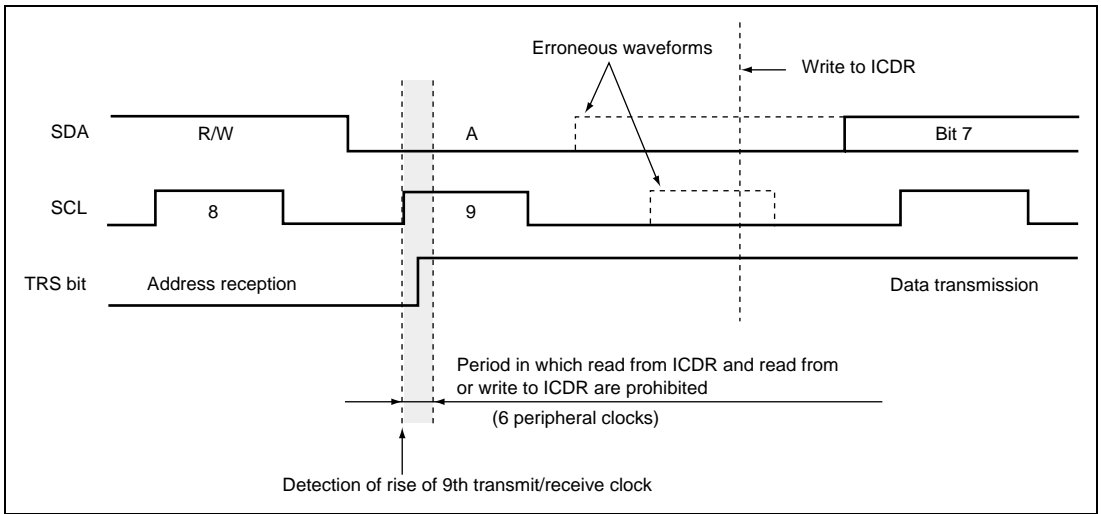 Erroneous waveforms
Write to ICDR
SDA
R/W
A
Bit 7
SCL
8
9
TRS bit
Address reception
Data transmission
Period in which read from ICDR and read from
or write to ICDR are prohibited
(6 peripheral clocks)
Detection of rise of 9th transmit/receive clock